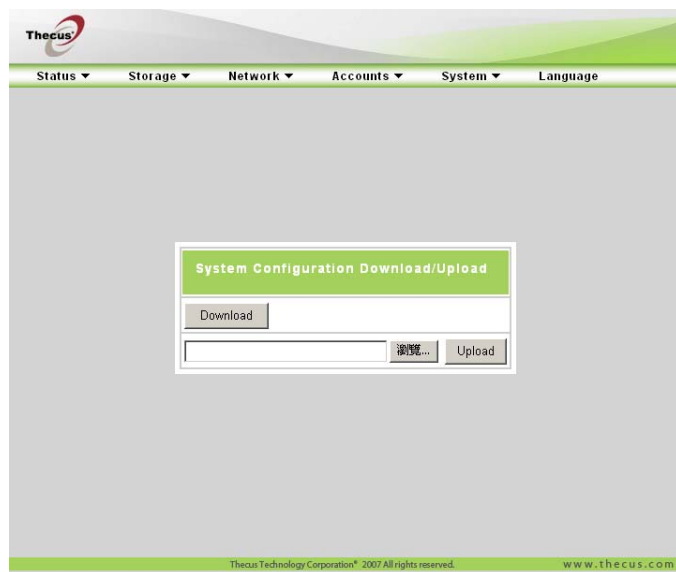 Thecus
Status ▼ Storage ▼ Network ▼ Accounts ▼ System ▼ Language
System Configuration Download/Upload
Download
瀏覽... Upload
Thecus Technology Corporation® 2007 All rights reserved. www.thecus.com